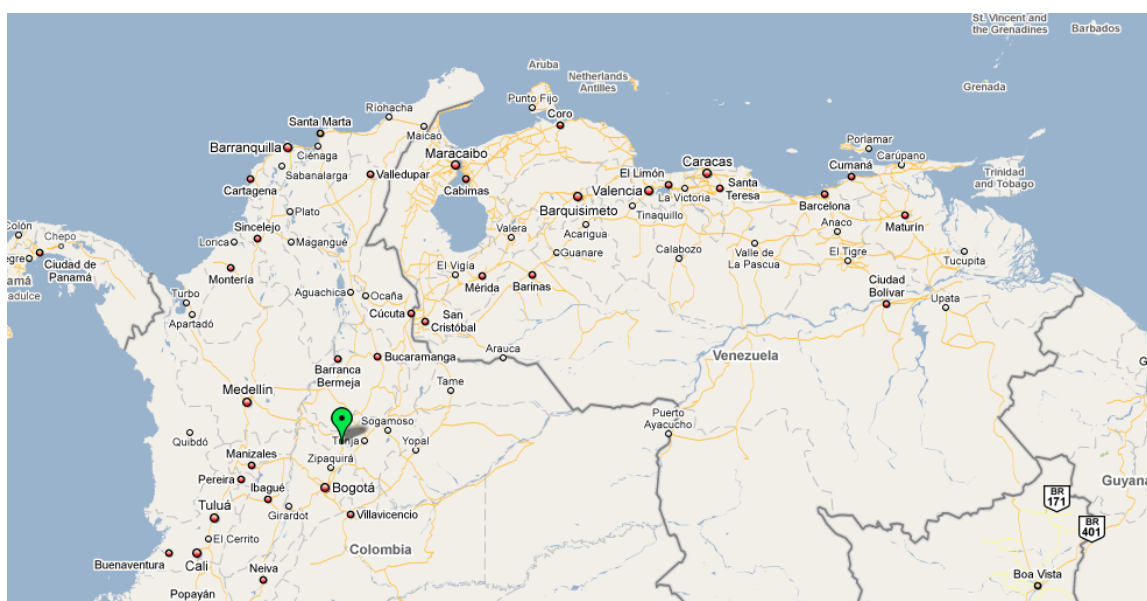 St. Vincent and
the Grenadines
Barbados
Aruba
Netherlands
Antilles
Grenada
Punto Fijo
Coro
Ríohacha
Santa Marta
Maicao
Barranquilla
Ciénaga
Sabanalarga
Maracaibo
Cabimas
Valledupar
Cartagena
El Limón
Caracas
Porlamar
Cumaná
Carúpano
Trinidad
and Tobago
Valencia
La Victoria
Santa
Teresa
Barcelona
Plato
Barquisimeto
Tinaquillo
Anaco
Maturín
Sincelejo
Colón
Chepo
Lorica
Magangué
Valera
Acarigua
Guanare
Calabozo
Valle de
La Pascua
El Tigre
Tucupita
Ciudad de
Panamá
Montería
El Vigía
Mérida
Barinas
Ciudad
Bolívar
Upata
Turbo
Apartadó
Aguachica
Ocaña
Cúcuta
San
Cristóbal
Arauca
Venezuela
Barranca
Bermeja
Bucaramanga
Medellín
Tame
Sogamoso
Puerto
Ayacucho
Quibdó
Tunja
Yopal
Manizales
Zipaquirá
Pereira
Ibagué
Bogotá
Guyana
BR
171
Tuluá
Girardot
Villavicencio
BR
401
El Cerrito
Colombia
Buenaventura
Cali
Neiva
Boa Vista
Popayán